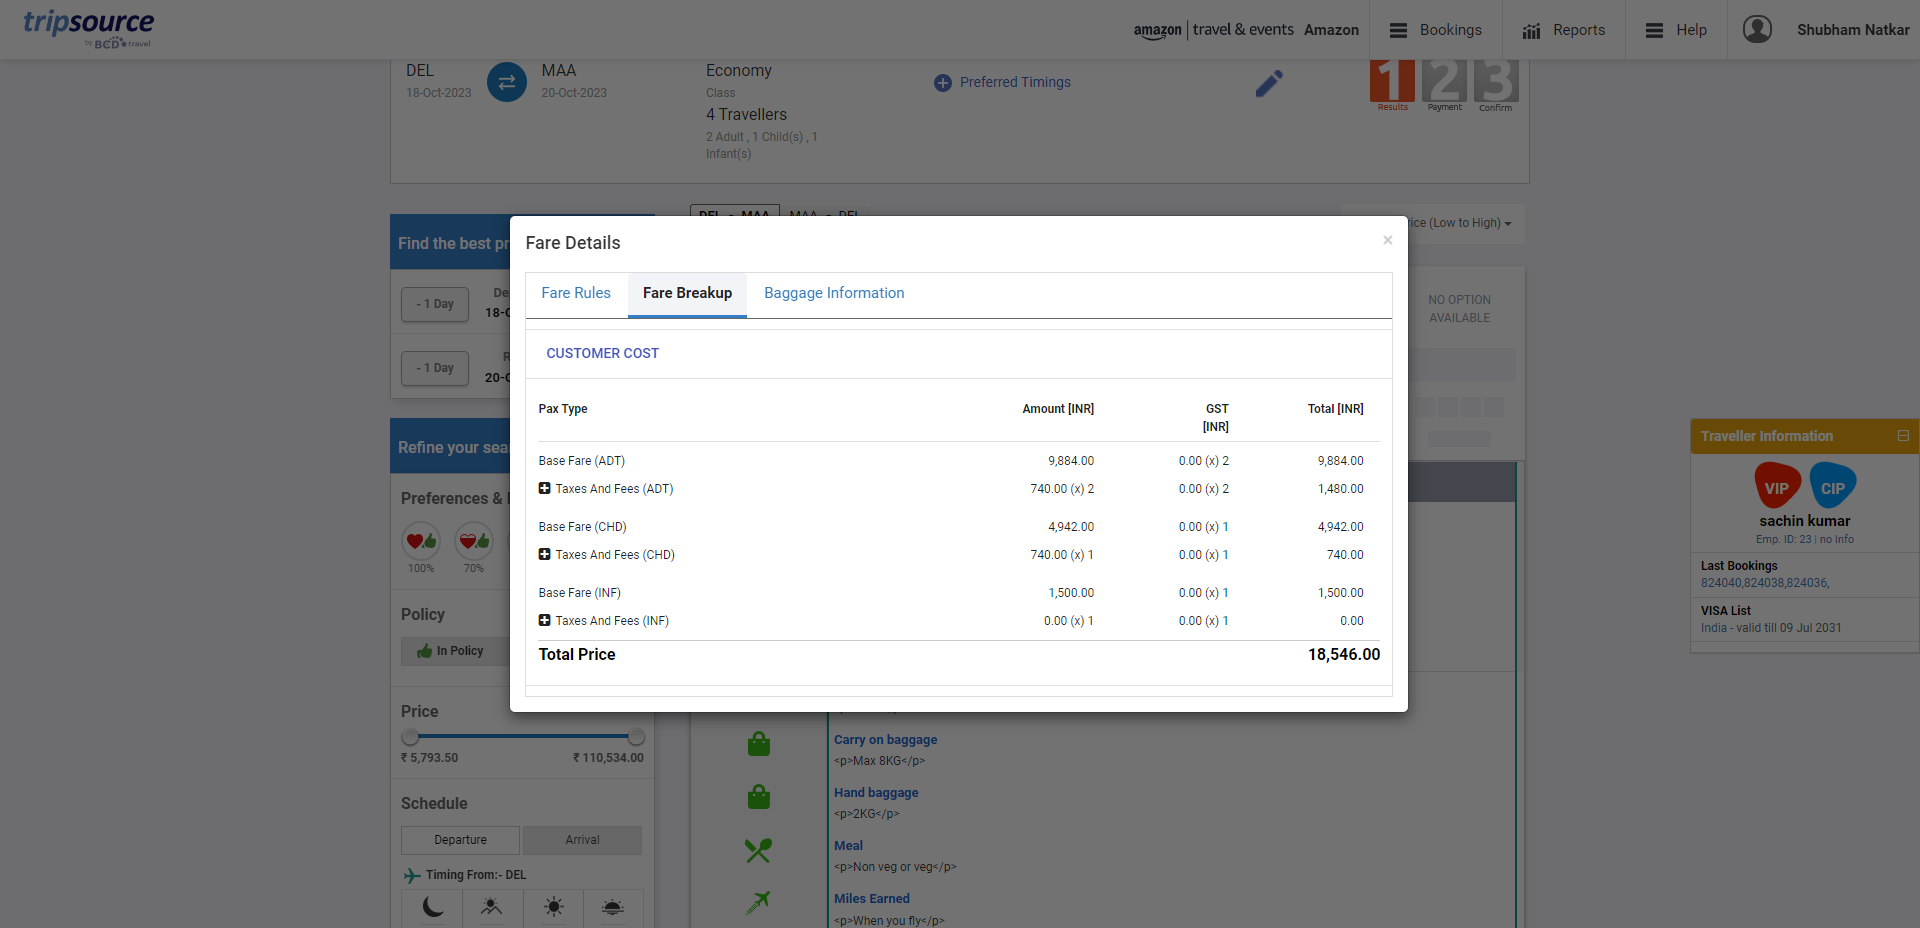 tripsource
by BCD travel
amazon | travel & events Amazon
Bookings
Reports
Help
Shubham Natkar
DEL
18-Oct-2023
MAA
20-Oct-2023
Economy
Class
4 Travellers
2 Adult , 1 Child(s) , 1
Infant(s)
Preferred Timings
1 2 3
Results Payment Confirm
DEL - MAA MAA - DEL
(Low to High)
Find the best
- 1 Day
- 1 Day
Refine your
Preferences &
100% 70%
Policy
In Policy
Price
₹ 5,793.50 ₹ 110,534.00
Schedule
Departure Arrival
Timing From:- DEL
Fare Details ×
Fare Rules Fare Breakup Baggage Information
CUSTOMER COST
Pax Type Amount [INR] GST Total [INR]
[INR]
Base Fare (ADT) 9,884.00 0.00 (x) 2 9,884.00
Taxes And Fees (ADT) 740.00 (x) 2 0.00 (x) 2 1,480.00
Base Fare (CHD) 4,942.00 0.00 (x) 1 4,942.00
Taxes And Fees (CHD) 740.00 (x) 1 0.00 (x) 1 740.00
Base Fare (INF) 1,500.00 0.00 (x) 1 1,500.00
Taxes And Fees (INF) 0.00 (x) 1 0.00 (x) 1 0.00
Total Price 18,546.00
NO OPTION
AVAILABLE
Carry on baggage
<p>Max 8KG</p>
Hand baggage
<p>2KG</p>
Meal
<p>Non veg or veg</p>
Miles Earned
<p>When you fly</p>
Traveller Information
VIP CIP
sachin kumar
Emp. ID: 23 | no Info
Last Bookings
824040,824038,824036,
VISA List
India - valid till 09 Jul 2031